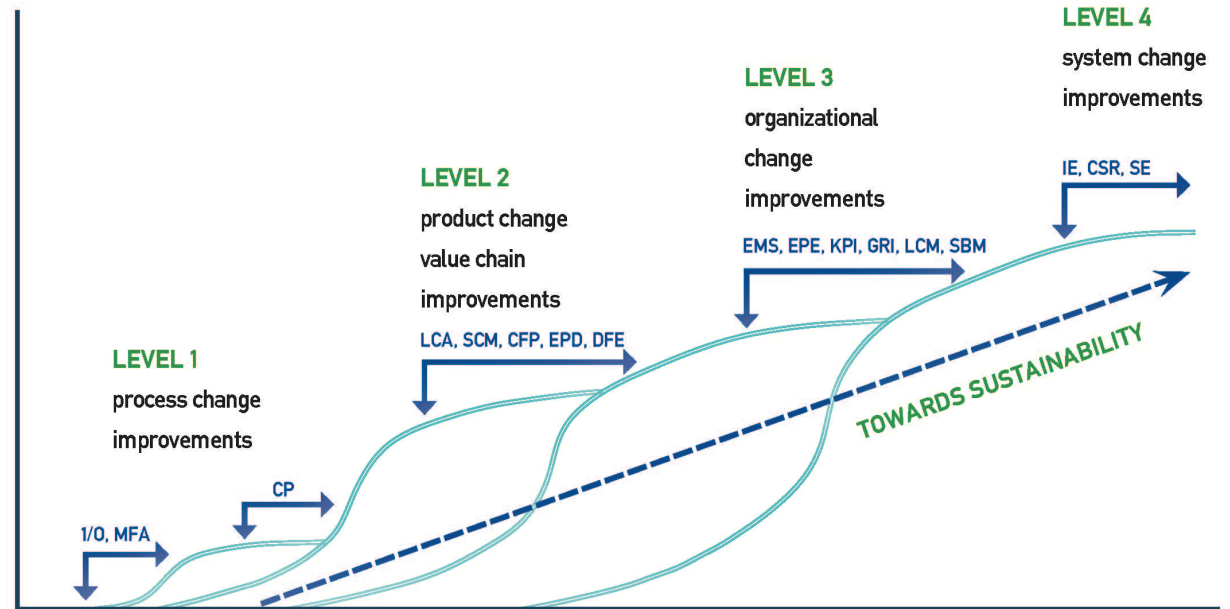 LEVEL 1
process change
improvements
1/O, MFA
CP
LEVEL 2
product change
value chain
improvements
LCA, SCM, CFP, EPD, DFE
LEVEL 3
organizational
change
improvements
EMS, EPE, KPI, GRI, LCM, SBM
LEVEL 4
system change
improvements
IE, CSR, SE
TOWARDS SUSTAINABILITY